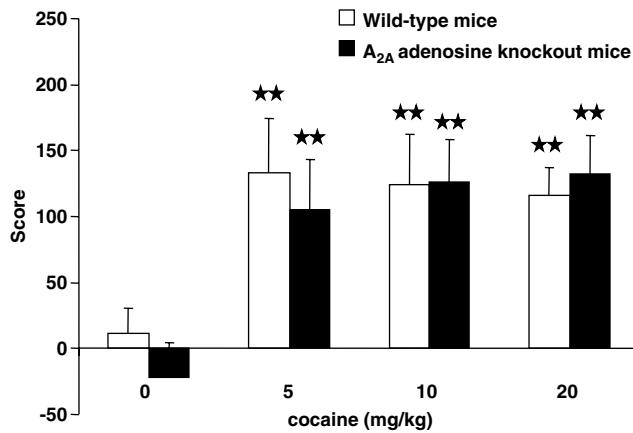 Wild-type mice
A2A adenosine knockout mice
250
200
150
100
50
0
-50
Score
★★
★★
★★
★★
★★
★★
0 5 10 20
cocaine (mg/kg)